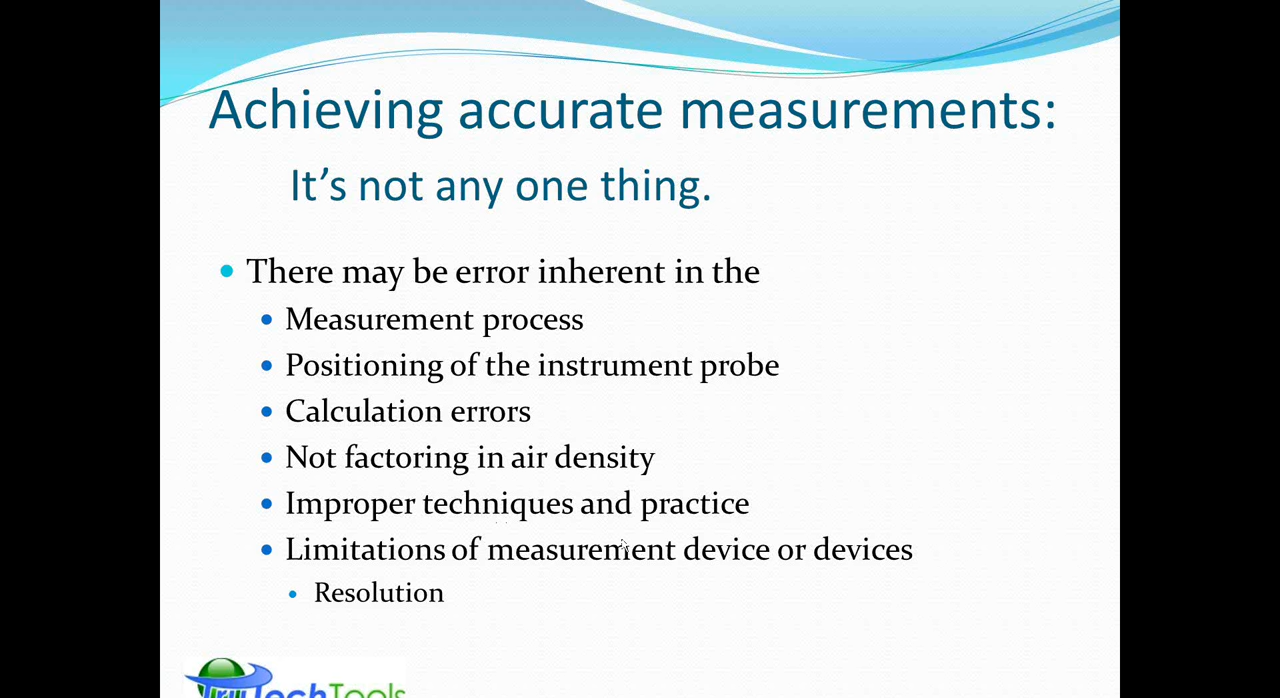 Achieving accurate measurements:
It's not any one thing.
There may be error inherent in the
Measurement process
Positioning of the instrument probe
Calculation errors
Not factoring in air density
Improper techniques and practice
Limitations of measurement device or devices
Resolution
TruTechTools